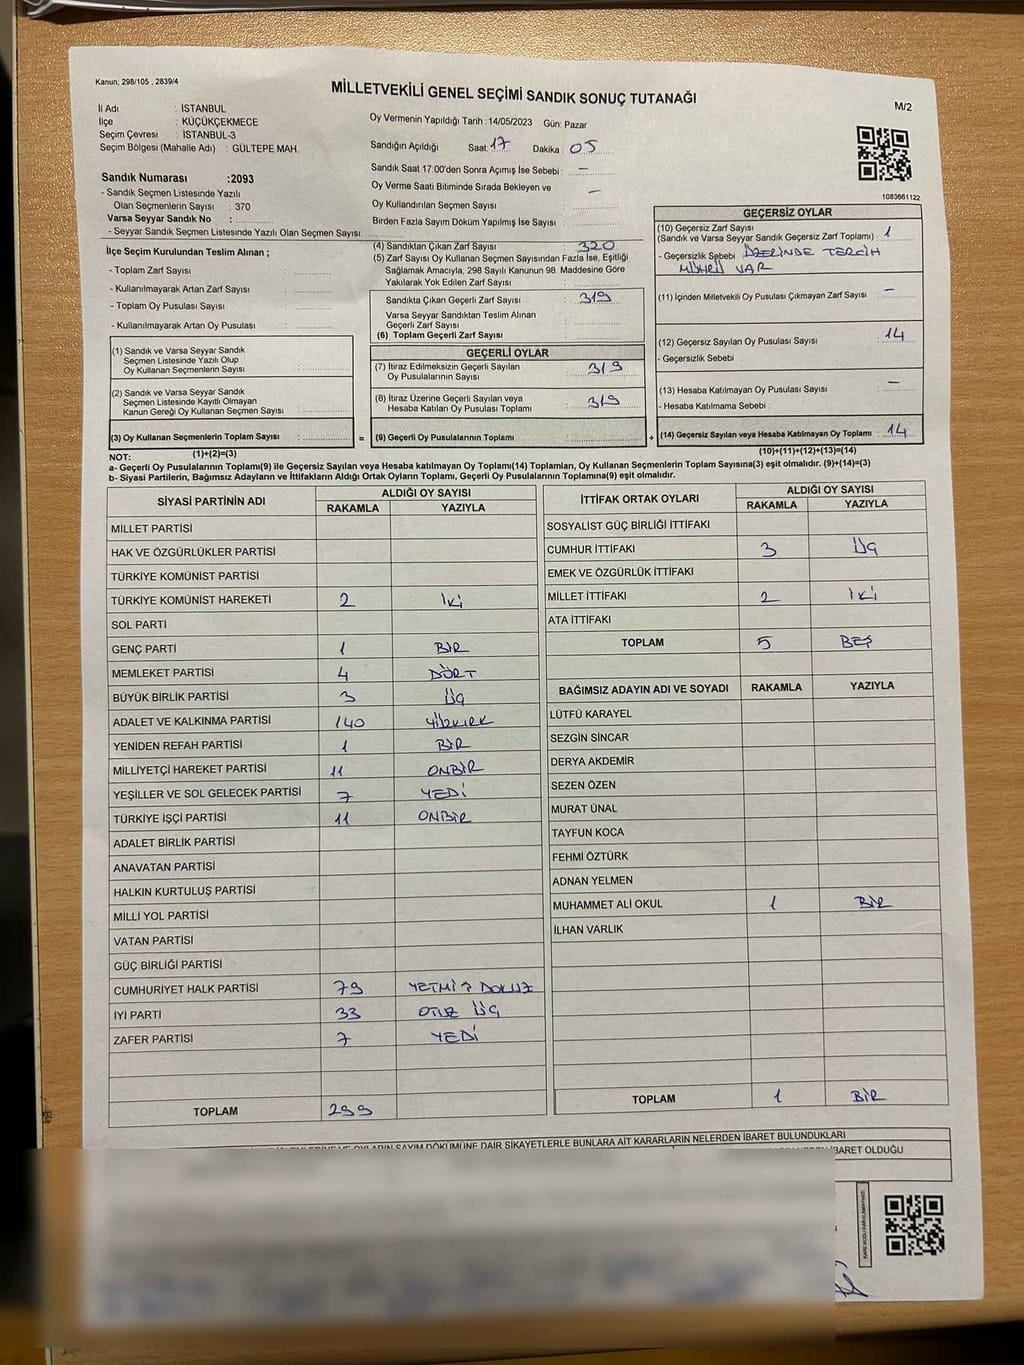 Kanun; 298/105 , 2839/4
MİLLETVEKİLİ GENEL SEÇİMİ SANDIK SONUÇ TUTANAĞI
M/2
İl Adı : İSTANBUL
İlçe : KÜÇÜKÇEKMECE
Seçim Çevresi : İSTANBUL-3
Seçim Bölgesi (Mahalle Adı) : GÜLTEPE MAH.
Oy Vermenin Yapıldığı Tarih :14/05/2023 Gün: Pazar
Sandığın Açıldığı Saat: 17 Dakika: 05
Sandık Saat 17:00'den Sonra Açımış İse Sebebi : –
Oy Verme Saati Bitiminde Sırada Bekleyen ve
Oy Kullandırılan Seçmen Sayısı : –
Birden Fazla Sayım Döküm Yapılmış İse Sayısı :
1083661122
Sandık Numarası :2093
- Sandık Seçmen Listesinde Yazılı
Olan Seçmenlerin Sayısı : 370
Varsa Seyyar Sandık No :
- Seyyar Sandık Seçmen Listesinde Yazılı Olan Seçmen Sayısı:
İlçe Seçim Kurulundan Teslim Alınan ;
- Toplam Zarf Sayısı :
- Kullanılmayarak Artan Zarf Sayısı :
- Toplam Oy Pusulası Sayısı :
- Kullanılmayarak Artan Oy Pusulası :
(4) Sandıktan Çıkan Zarf Sayısı : 320
(5) Zarf Sayısı Oy Kullanan Seçmen Sayısından Fazla İse, Eşitliği
Sağlamak Amacıyla, 298 Sayılı Kanunun 98. Maddesine Göre
Yakılarak Yok Edilen Zarf Sayısı :
Sandıkta Çıkan Geçerli Zarf Sayısı : 319
Varsa Seyyar Sandıktan Teslim Alınan
Geçerli Zarf Sayısı :
(6) Toplam Geçerli Zarf Sayısı :
GEÇERSİZ OYLAR
(10) Geçersiz Zarf Sayısı
(Sandık ve Varsa Seyyar Sandık Geçersiz Zarf Toplamı) : 1
- Geçersizlik Sebebi : ÜZERİNDE TERCİH
MÜHRÜ VAR
(11) İçinden Milletvekili Oy Pusulası Çıkmayan Zarf Sayısı : –
(12) Geçersiz Sayılan Oy Pusulası Sayısı : 14
- Geçersizlik Sebebi :
(13) Hesaba Katılmayan Oy Pusulası Sayısı : –
- Hesaba Katılmama Sebebi :
(14) Geçersiz Sayılan veya Hesaba Katılmayan Oy Toplamı : 14
(1) Sandık ve Varsa Seyyar Sandık
Seçmen Listesinde Yazılı Olup
Oy Kullanan Seçmenlerin Sayısı :
(2) Sandık ve Varsa Seyyar Sandık
Seçmen Listesinde Kayıtlı Olmayan
Kanun Gereği Oy Kullanan Seçmen Sayısı :
(3) Oy Kullanan Seçmenlerin Toplam Sayısı : =
GEÇERLİ OYLAR
(7) İtiraz Edilmeksizin Geçerli Sayılan
Oy Pusulalarının Sayısı : 319
(8) İtiraz Üzerine Geçerli Sayılan veya
Hesaba Katılan Oy Pusulası Toplamı : 319
(9) Geçerli Oy Pusulalarının Toplamı : +
NOT: (1)+(2)=(3) (10)+(11)+(12)+(13)=(14)
a- Geçerli Oy Pusulalarının Toplamı(9) ile Geçersiz Sayılan veya Hesaba katılmayan Oy Toplamı(14) Toplamları, Oy Kullanan Seçmenlerin Toplam Sayısına(3) eşit olmalıdır. (9)+(14)=(3)
b- Siyasi Partilerin, Bağımsız Adayların ve İttifakların Aldığı Ortak Oyların Toplamı, Geçerli Oy Pusulalarının Toplamına(9) eşit olmalıdır.
SİYASİ PARTİNİN ADI ALDIĞI OY SAYISI
RAKAMLA YAZIYLA
MİLLET PARTİSİ
HAK VE ÖZGÜRLÜKLER PARTİSİ
TÜRKİYE KOMÜNİST PARTİSİ
TÜRKİYE KOMÜNİST HAREKETİ 2 İki
SOL PARTİ
GENÇ PARTİ 1 BİR
MEMLEKET PARTİSİ 4 DÖRT
BÜYÜK BİRLİK PARTİSİ 3 ÜÇ
ADALET VE KALKINMA PARTİSİ 140 YÜZKIRK
YENİDEN REFAH PARTİSİ 1 BİR
MİLLİYETÇİ HAREKET PARTİSİ 11 ONBİR
YEŞİLLER VE SOL GELECEK PARTİSİ 7 YEDİ
TÜRKİYE İŞÇİ PARTİSİ 11 ONBİR
ADALET BİRLİK PARTİSİ
ANAVATAN PARTİSİ
HALKIN KURTULUŞ PARTİSİ
MİLLİ YOL PARTİSİ
VATAN PARTİSİ
GÜÇ BİRLİĞİ PARTİSİ
CUMHURİYET HALK PARTİSİ 79 YETMİŞ DOKUZ
İYİ PARTİ 33 OTUZ ÜÇ
ZAFER PARTİSİ 7 YEDİ
TOPLAM 299
İTTİFAK ORTAK OYLARI ALDIĞI OY SAYISI
RAKAMLA YAZIYLA
SOSYALİST GÜÇ BİRLİĞİ İTTİFAKI
CUMHUR İTTİFAKI 3 ÜÇ
EMEK VE ÖZGÜRLÜK İTTİFAKI
MİLLET İTTİFAKI 2 İKİ
ATA İTTİFAKI
TOPLAM 5 BEŞ
BAĞIMSIZ ADAYIN ADI VE SOYADI RAKAMLA YAZIYLA
LÜTFÜ KARAYEL
SEZGİN SİNCAR
DERYA AKDEMİR
SEZEN ÖZEN
MURAT ÜNAL
TAYFUN KOCA
FEHMİ ÖZTÜRK
ADNAN YELMEN
MUHAMMET ALİ OKUL 1 BİR
İLHAN VARLIK
TOPLAM 1 BİR
OYLARIN SAYIM DÖKÜMÜNE DAİR ŞİKAYETLERLE BUNLARA AİT KARARLARIN NELERDEN İBARET BULUNDUKLARI
İBARET OLDUĞU